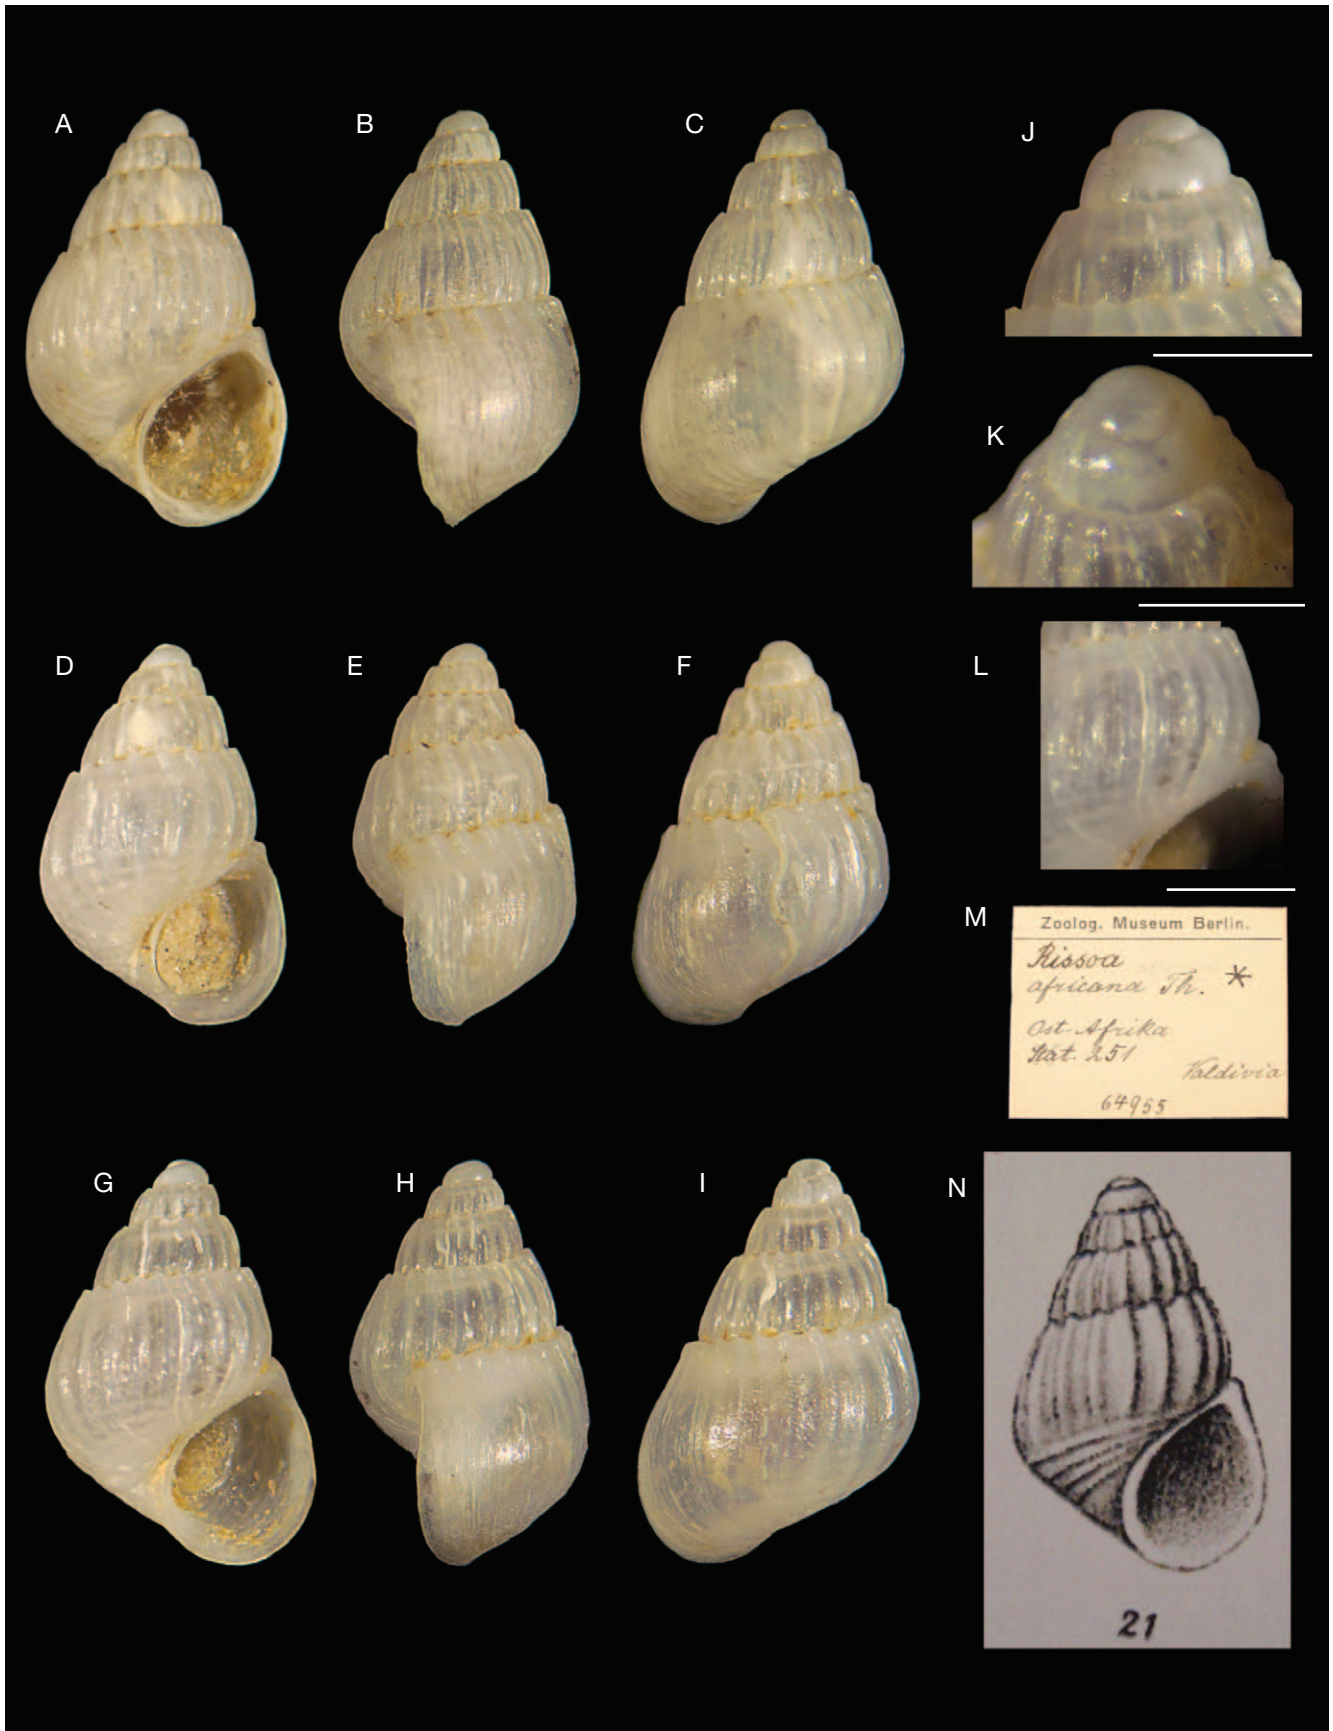 A
B
C
J
K
D
E
F
L
M
Zoolog. Museum Berlin.
Rissoa
africana Th. *
Ost-Afrika
Stat. 251
Valdivia
64955
G
H
I
N
21